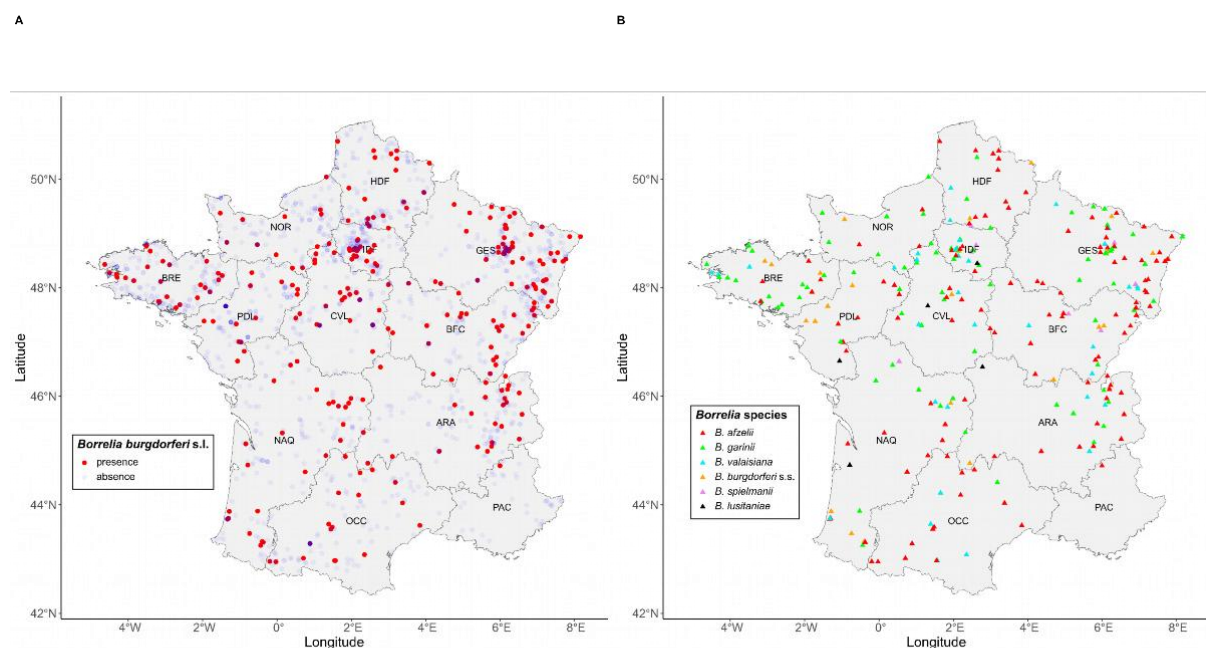 A
B
50°N
48°N
46°N
44°N
42°N
Latitude
4°W
2°W
0°
2°E
4°E
6°E
8°E
Longitude
HDF
NOR
IDF
GES
BRE
PDL
CVL
BFC
NAQ
ARA
OCC
PAC
Borrelia burgdorferi s.l.
presence
absence
50°N
48°N
46°N
44°N
42°N
Latitude
4°W
2°W
0°
2°E
4°E
6°E
8°E
Longitude
HDF
NOR
IDF
GES
BRE
PDL
CVL
BFC
NAQ
ARA
OCC
PAC
Borrelia species
B. afzelii
B. garinii
B. valaisiana
B. burgdorferi s.s.
B. spielmanii
B. lusitaniae